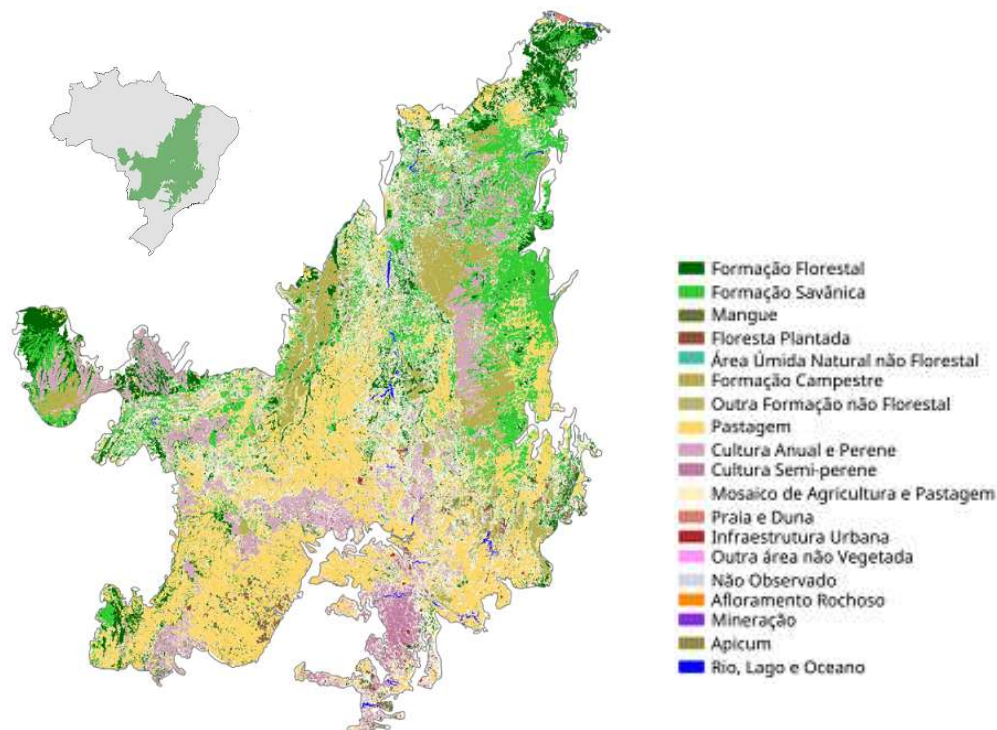 Formação Florestal
Formação Savânica
Mangue
Floresta Plantada
Área Úmida Natural não Florestal
Formação Campestre
Outra Formação não Florestal
Pastagem
Cultura Anual e Perene
Cultura Semi-perene
Mosaico de Agricultura e Pastagem
Praia e Duna
Infraestrutura Urbana
Outra área não Vegetada
Não Observado
Afloramento Rochoso
Mineração
Apicum
Rio, Lago e Oceano